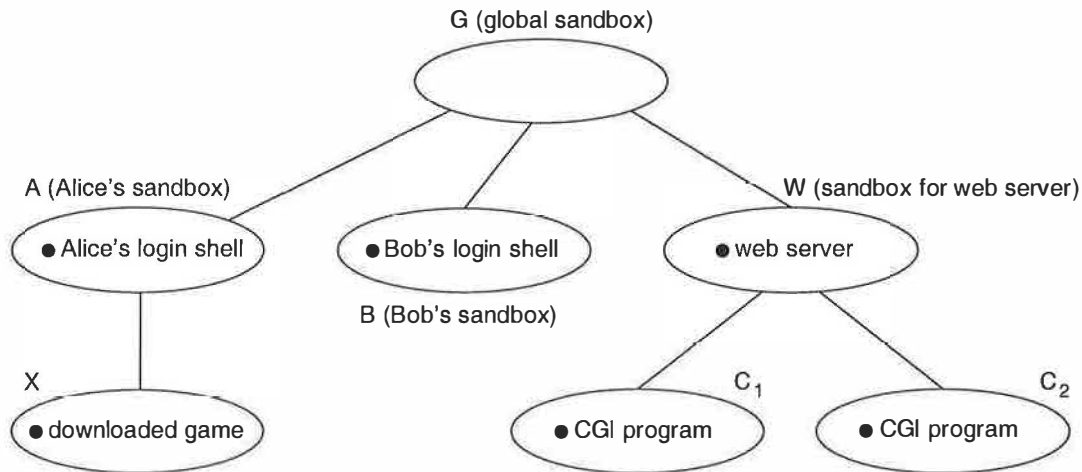 G (global sandbox)
A (Alice's sandbox)
W (sandbox for web server)
Alice's login shell
Bob's login shell
web server
B (Bob's sandbox)
X
C1
C2
downloaded game
CGI program
CGI program